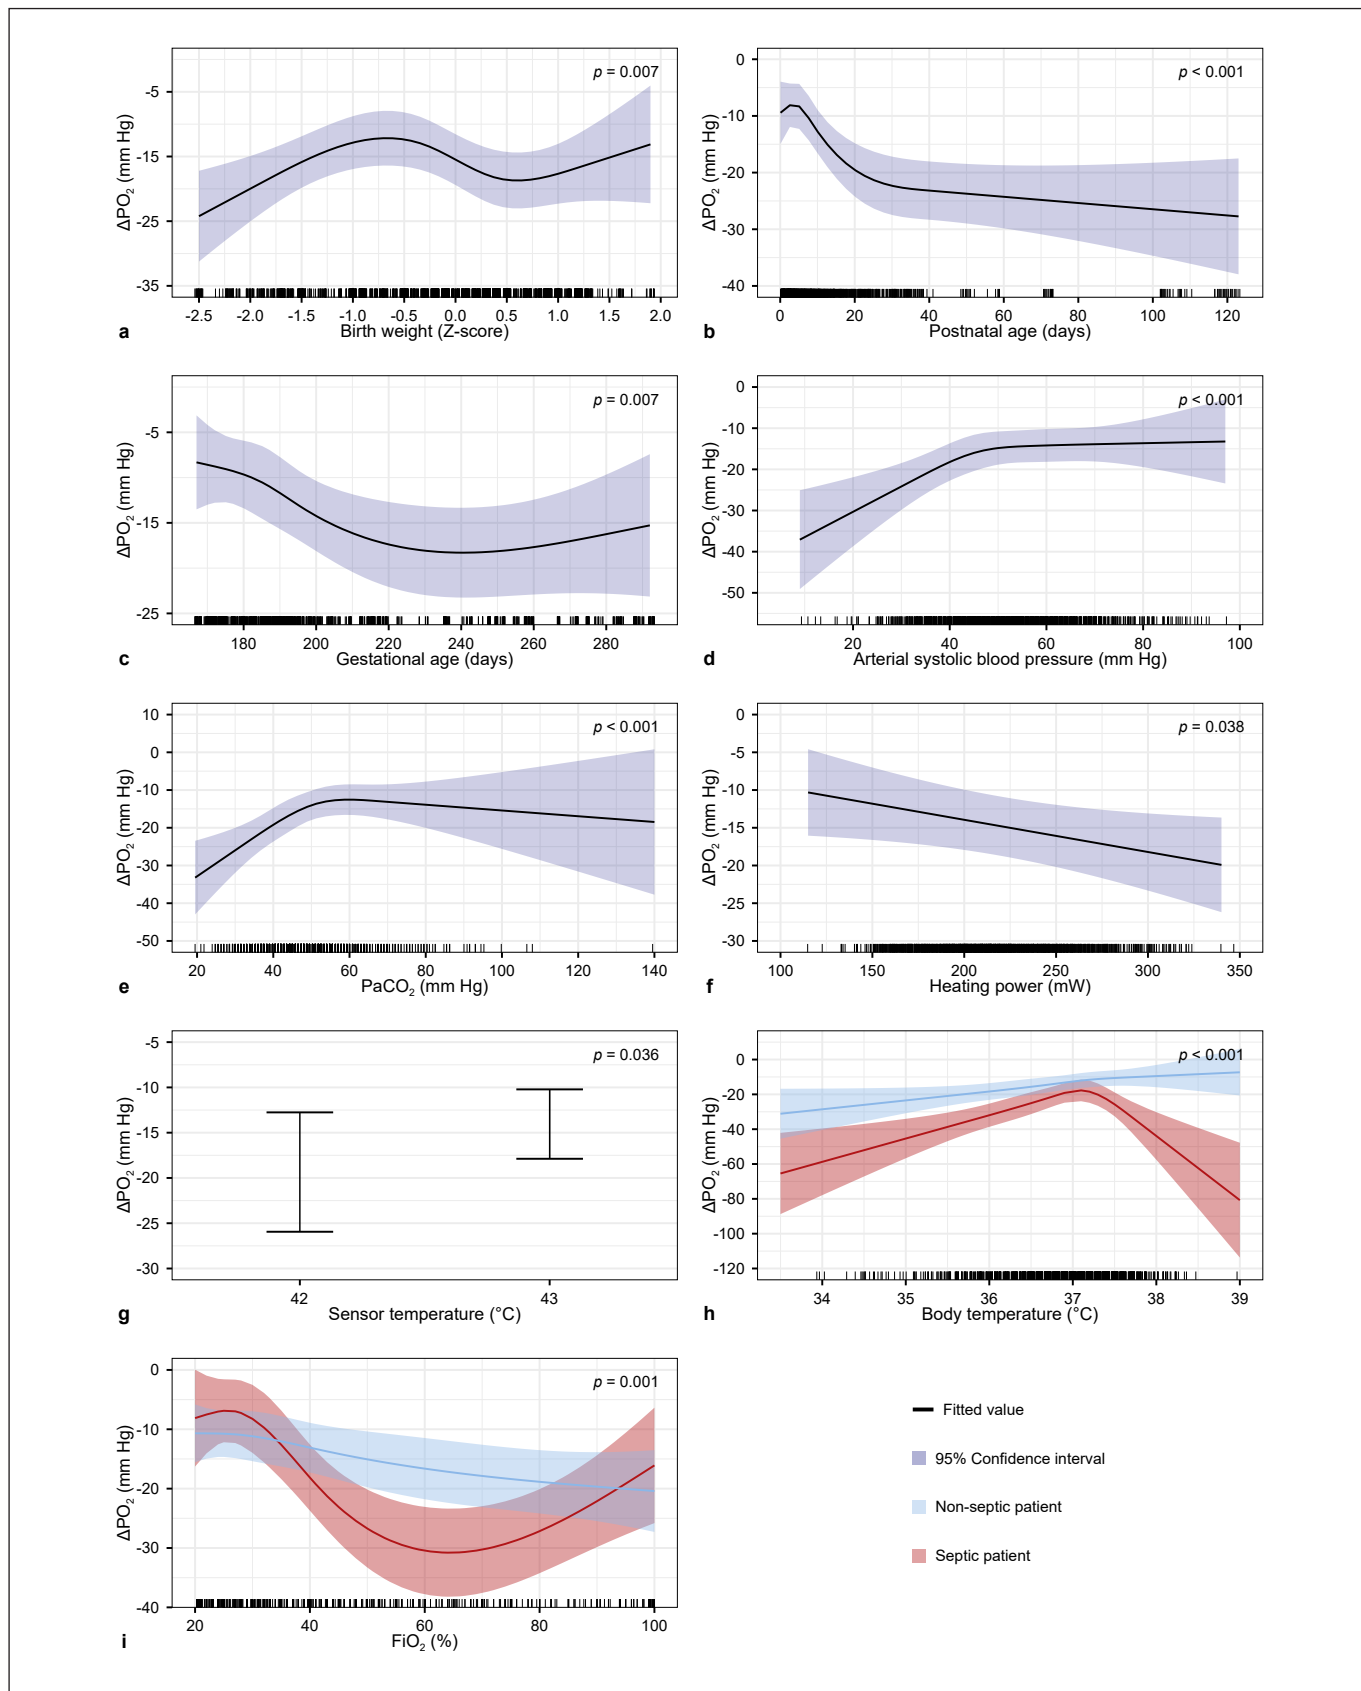 p = 0.007
ΔPO₂ (mm Hg)
-5
-15
-25
-35
-2.5 -2.0 -1.5 -1.0 -0.5 0.0 0.5 1.0 1.5 2.0
a Birth weight (Z-score)
p < 0.001
ΔPO₂ (mm Hg)
0
-10
-20
-30
-40
0 20 40 60 80 100 120
b Postnatal age (days)
p = 0.007
ΔPO₂ (mm Hg)
-5
-15
-25
180 200 220 240 260 280
c Gestational age (days)
p < 0.001
ΔPO₂ (mm Hg)
0
-10
-20
-30
-40
-50
20 40 60 80 100
d Arterial systolic blood pressure (mm Hg)
p < 0.001
ΔPO₂ (mm Hg)
10
0
-10
-20
-30
-40
-50
20 40 60 80 100 120 140
e PaCO₂ (mm Hg)
p = 0.038
ΔPO₂ (mm Hg)
0
-5
-10
-15
-20
-25
-30
100 150 200 250 300 350
f Heating power (mW)
p = 0.036
ΔPO₂ (mm Hg)
-5
-10
-15
-20
-25
-30
42 43
g Sensor temperature (°C)
p < 0.001
ΔPO₂ (mm Hg)
0
-20
-40
-60
-80
-100
-120
34 35 36 37 38 39
h Body temperature (°C)
p = 0.001
ΔPO₂ (mm Hg)
0
-10
-20
-30
-40
20 40 60 80 100
i FiO₂ (%)
Fitted value
95% Confidence interval
Non-septic patient
Septic patient